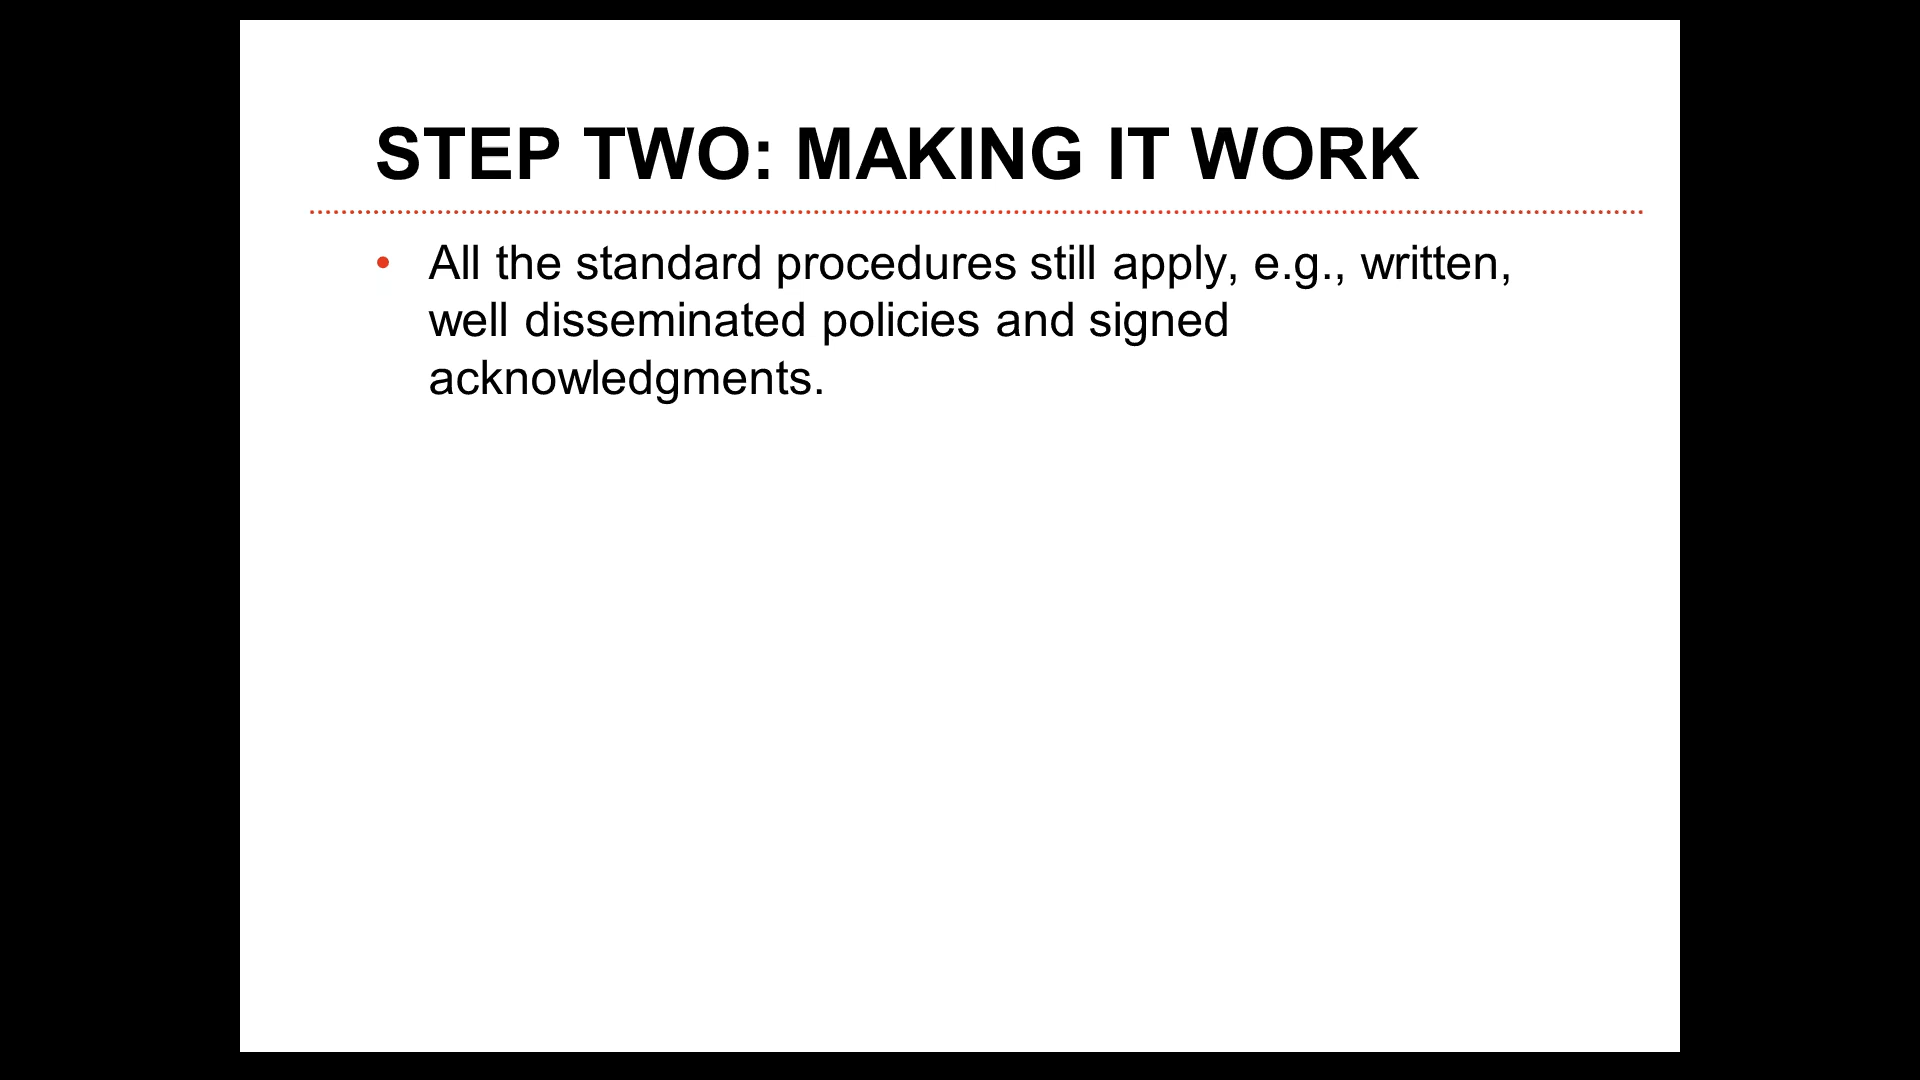 STEP TWO: MAKING IT WORK
• All the standard procedures still apply, e.g., written,
well disseminated policies and signed
acknowledgments.